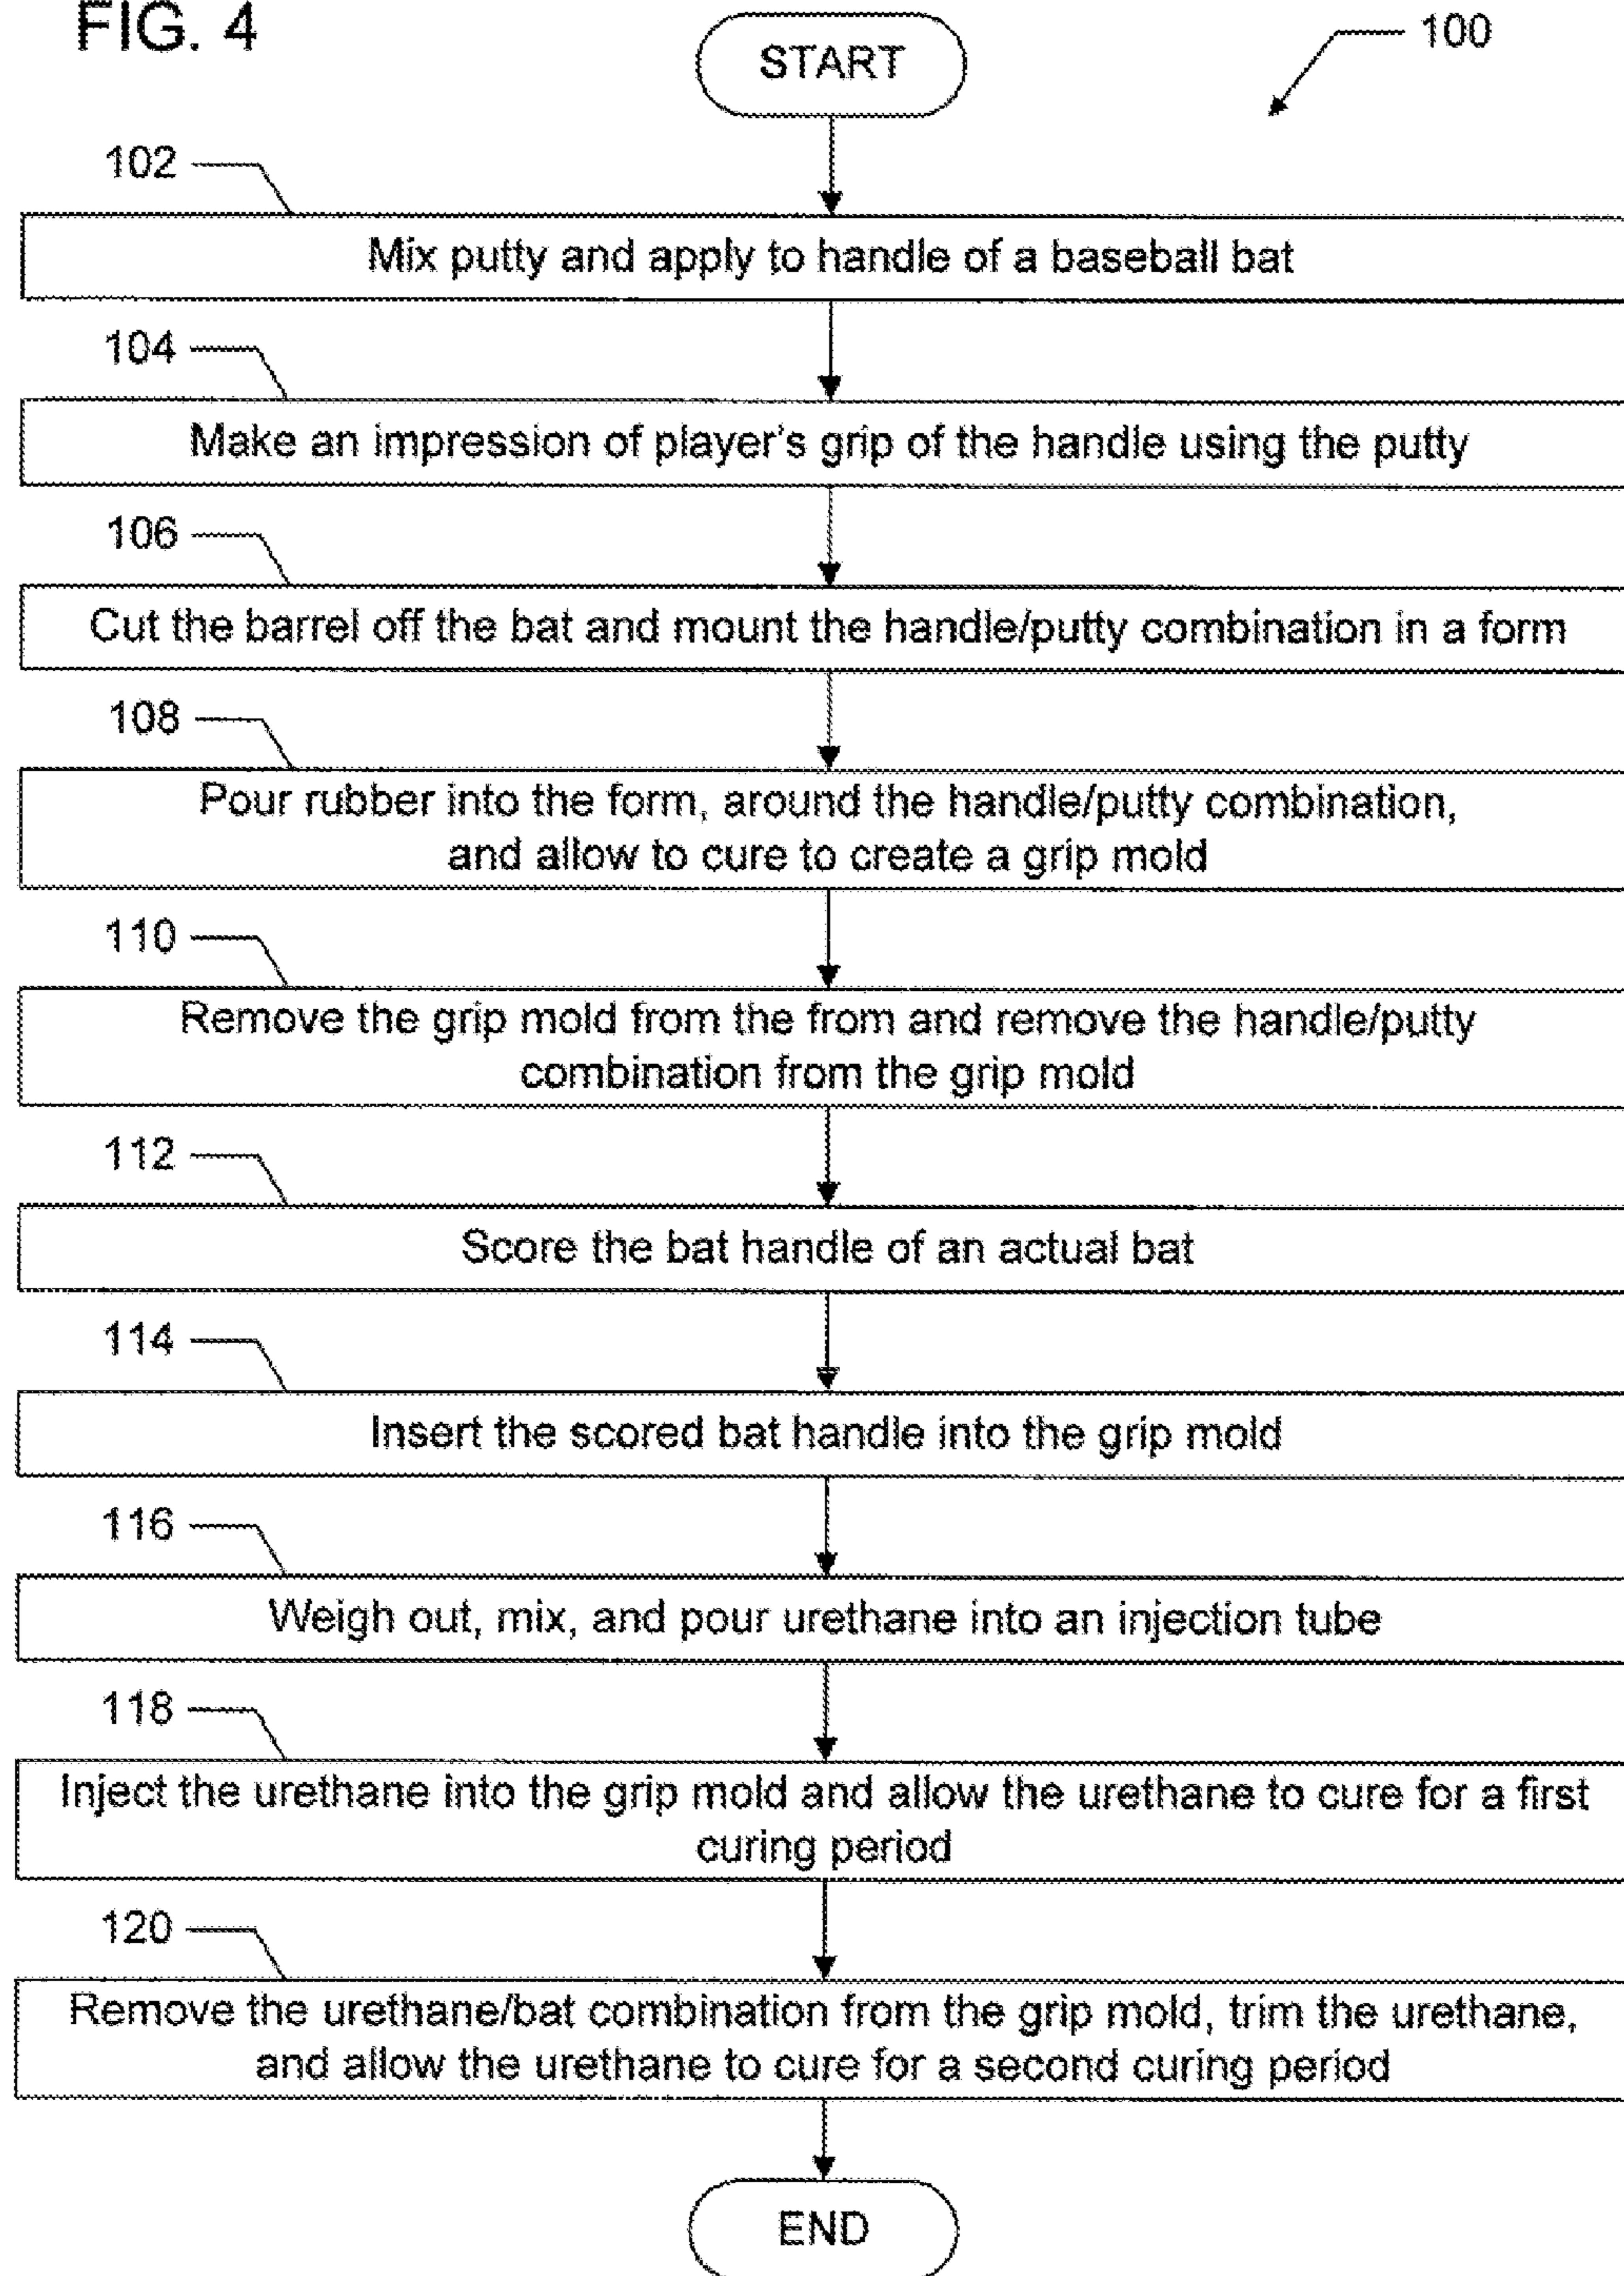 FIG. 4
START
100
102
Mix putty and apply to handle of a baseball bat
104
Make an impression of player's grip of the handle using the putty
106
Cut the barrel off the bat and mount the handle/putty combination in a form
108
Pour rubber into the form, around the handle/putty combination,
and allow to cure to create a grip mold
110
Remove the grip mold from the from and remove the handle/putty
combination from the grip mold
112
Score the bat handle of an actual bat
114
Insert the scored bat handle into the grip mold
116
Weigh out, mix, and pour urethane into an injection tube
118
Inject the urethane into the grip mold and allow the urethane to cure for a first
curing period
120
Remove the urethane/bat combination from the grip mold, trim the urethane,
and allow the urethane to cure for a second curing period
END